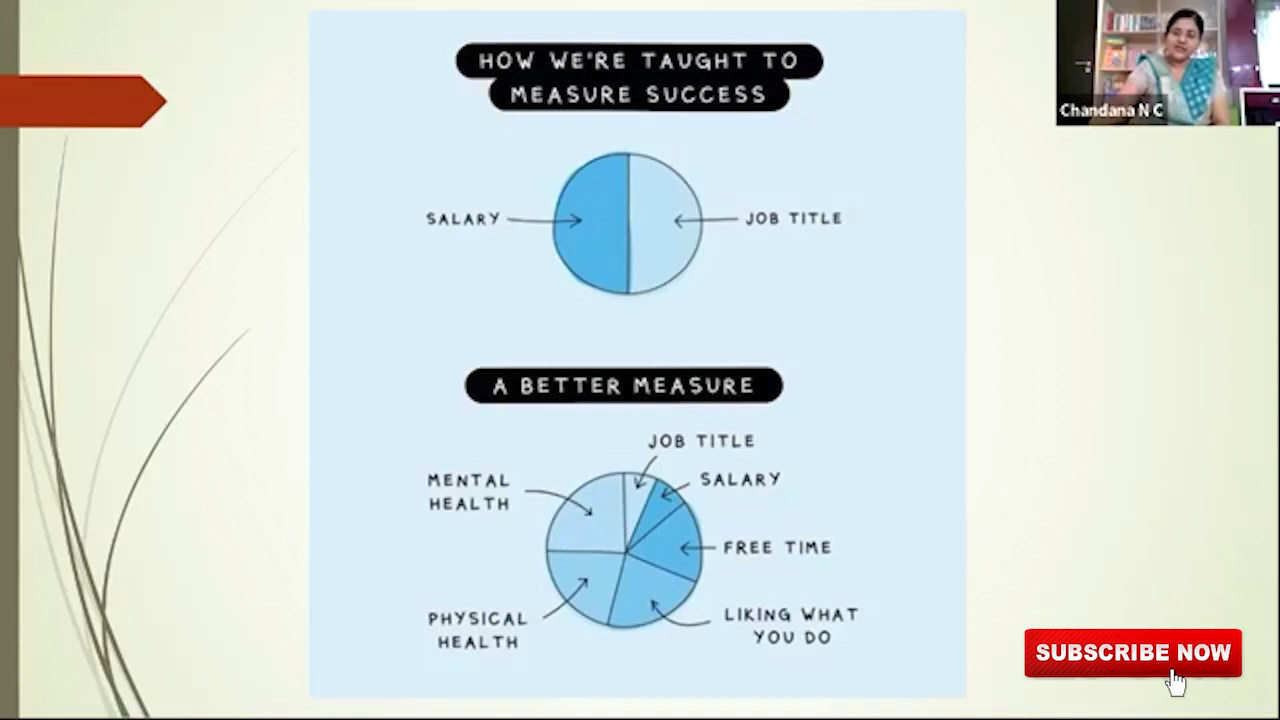 HOW WE'RE TAUGHT TO
MEASURE SUCCESS
SALARY
JOB TITLE
A BETTER MEASURE
JOB TITLE
SALARY
MENTAL
HEALTH
FREE TIME
PHYSICAL
HEALTH
LIKING WHAT
YOU DO
Chandana N C
SUBSCRIBE NOW